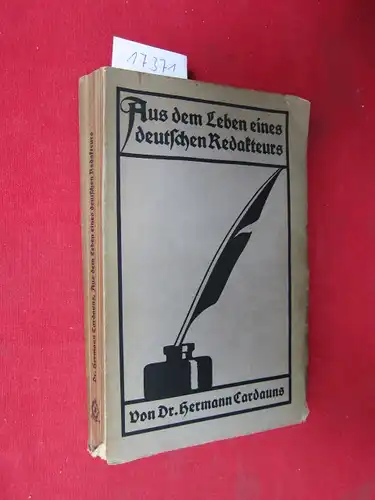 17371
Aus dem Leben eines
deutschen Redakteurs
Von Dr. Hermann Cardauns
Dr. Hermann Cardauns, Aus dem Leben eines deutschen Redakteurs